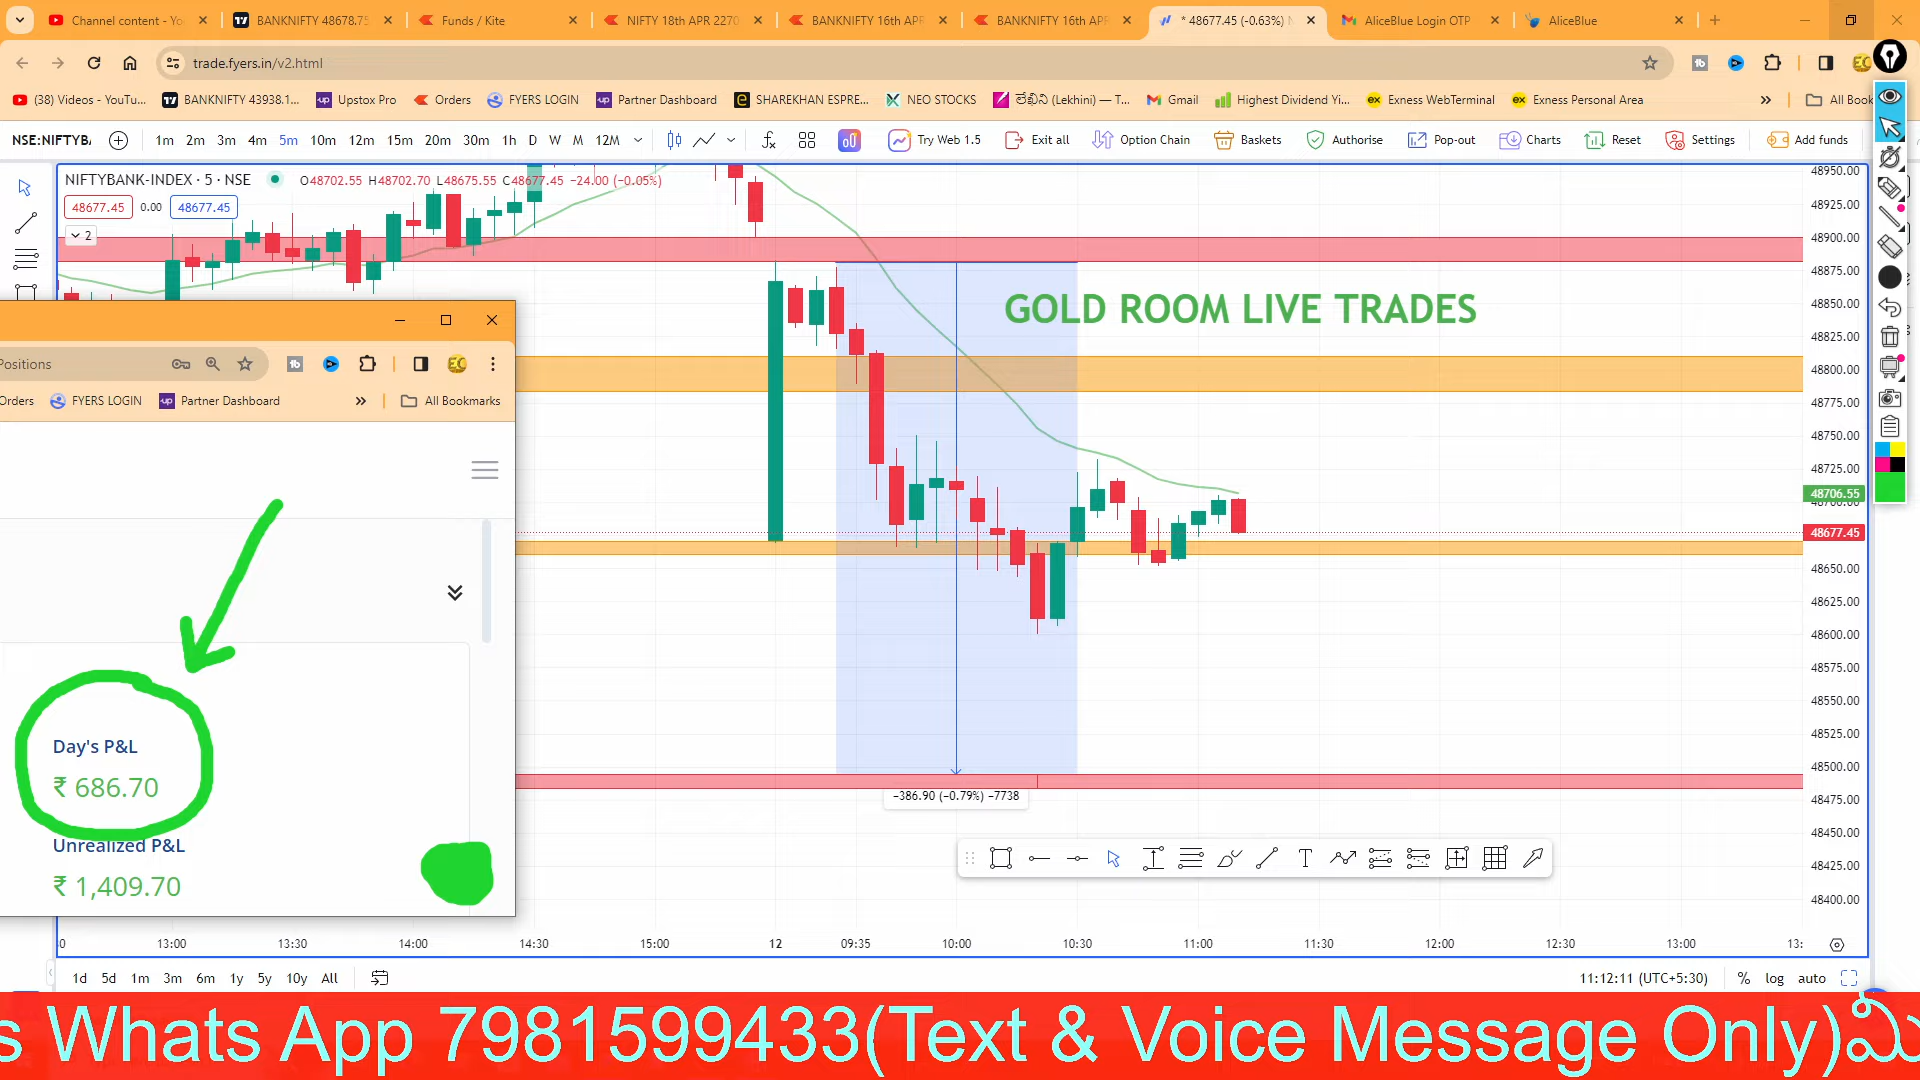 Channel content - Yo
BANKNIFTY 48678.75
Funds / Kite
NIFTY 18th APR 2270
BANKNIFTY 16th APR
BANKNIFTY 16th APR
* 48677.45 (-0.63%) N
AliceBlue Login OTP
AliceBlue
trade.fyers.in/v2.html
(38) Videos - YouTu...
BANKNIFTY 43938.1...
Upstox Pro
Orders
FYERS LOGIN
Partner Dashboard
SHAREKHAN ESPRE...
NEO STOCKS
లేఖిని (Lekhini) — T...
Gmail
Highest Dividend Yi...
Exness WebTerminal
Exness Personal Area
All Book
NSE:NIFTYBA
1m 2m 3m 4m 5m 10m 12m 15m 20m 30m 1h D W M 12M
Try Web 1.5
Exit all
Option Chain
Baskets
Authorise
Pop-out
Charts
Reset
Settings
Add funds
NIFTYBANK-INDEX · 5 · NSE
O48702.55 H48702.70 L48675.55 C48677.45 −24.00 (−0.05%)
48677.45 0.00 48677.45
2
GOLD ROOM LIVE TRADES
Positions
Orders
FYERS LOGIN
Partner Dashboard
All Bookmarks
Day's P&L
₹ 686.70
Unrealized P&L
₹ 1,409.70
−386.90 (−0.79%) −7738
48950.00
48925.00
48900.00
48875.00
48850.00
48825.00
48800.00
48775.00
48750.00
48725.00
48706.55
48677.45
48650.00
48625.00
48600.00
48575.00
48550.00
48525.00
48500.00
48475.00
48450.00
48425.00
48400.00
13:00 13:30 14:00 14:30 15:00 12 09:35 10:00 10:30 11:00 11:30 12:00 12:30 13:00 13:
1d 5d 1m 3m 6m 1y 5y 10y All
11:12:11 (UTC+5:30) % log auto
s Whats App 7981599433(Text & Voice Message Only)మీ